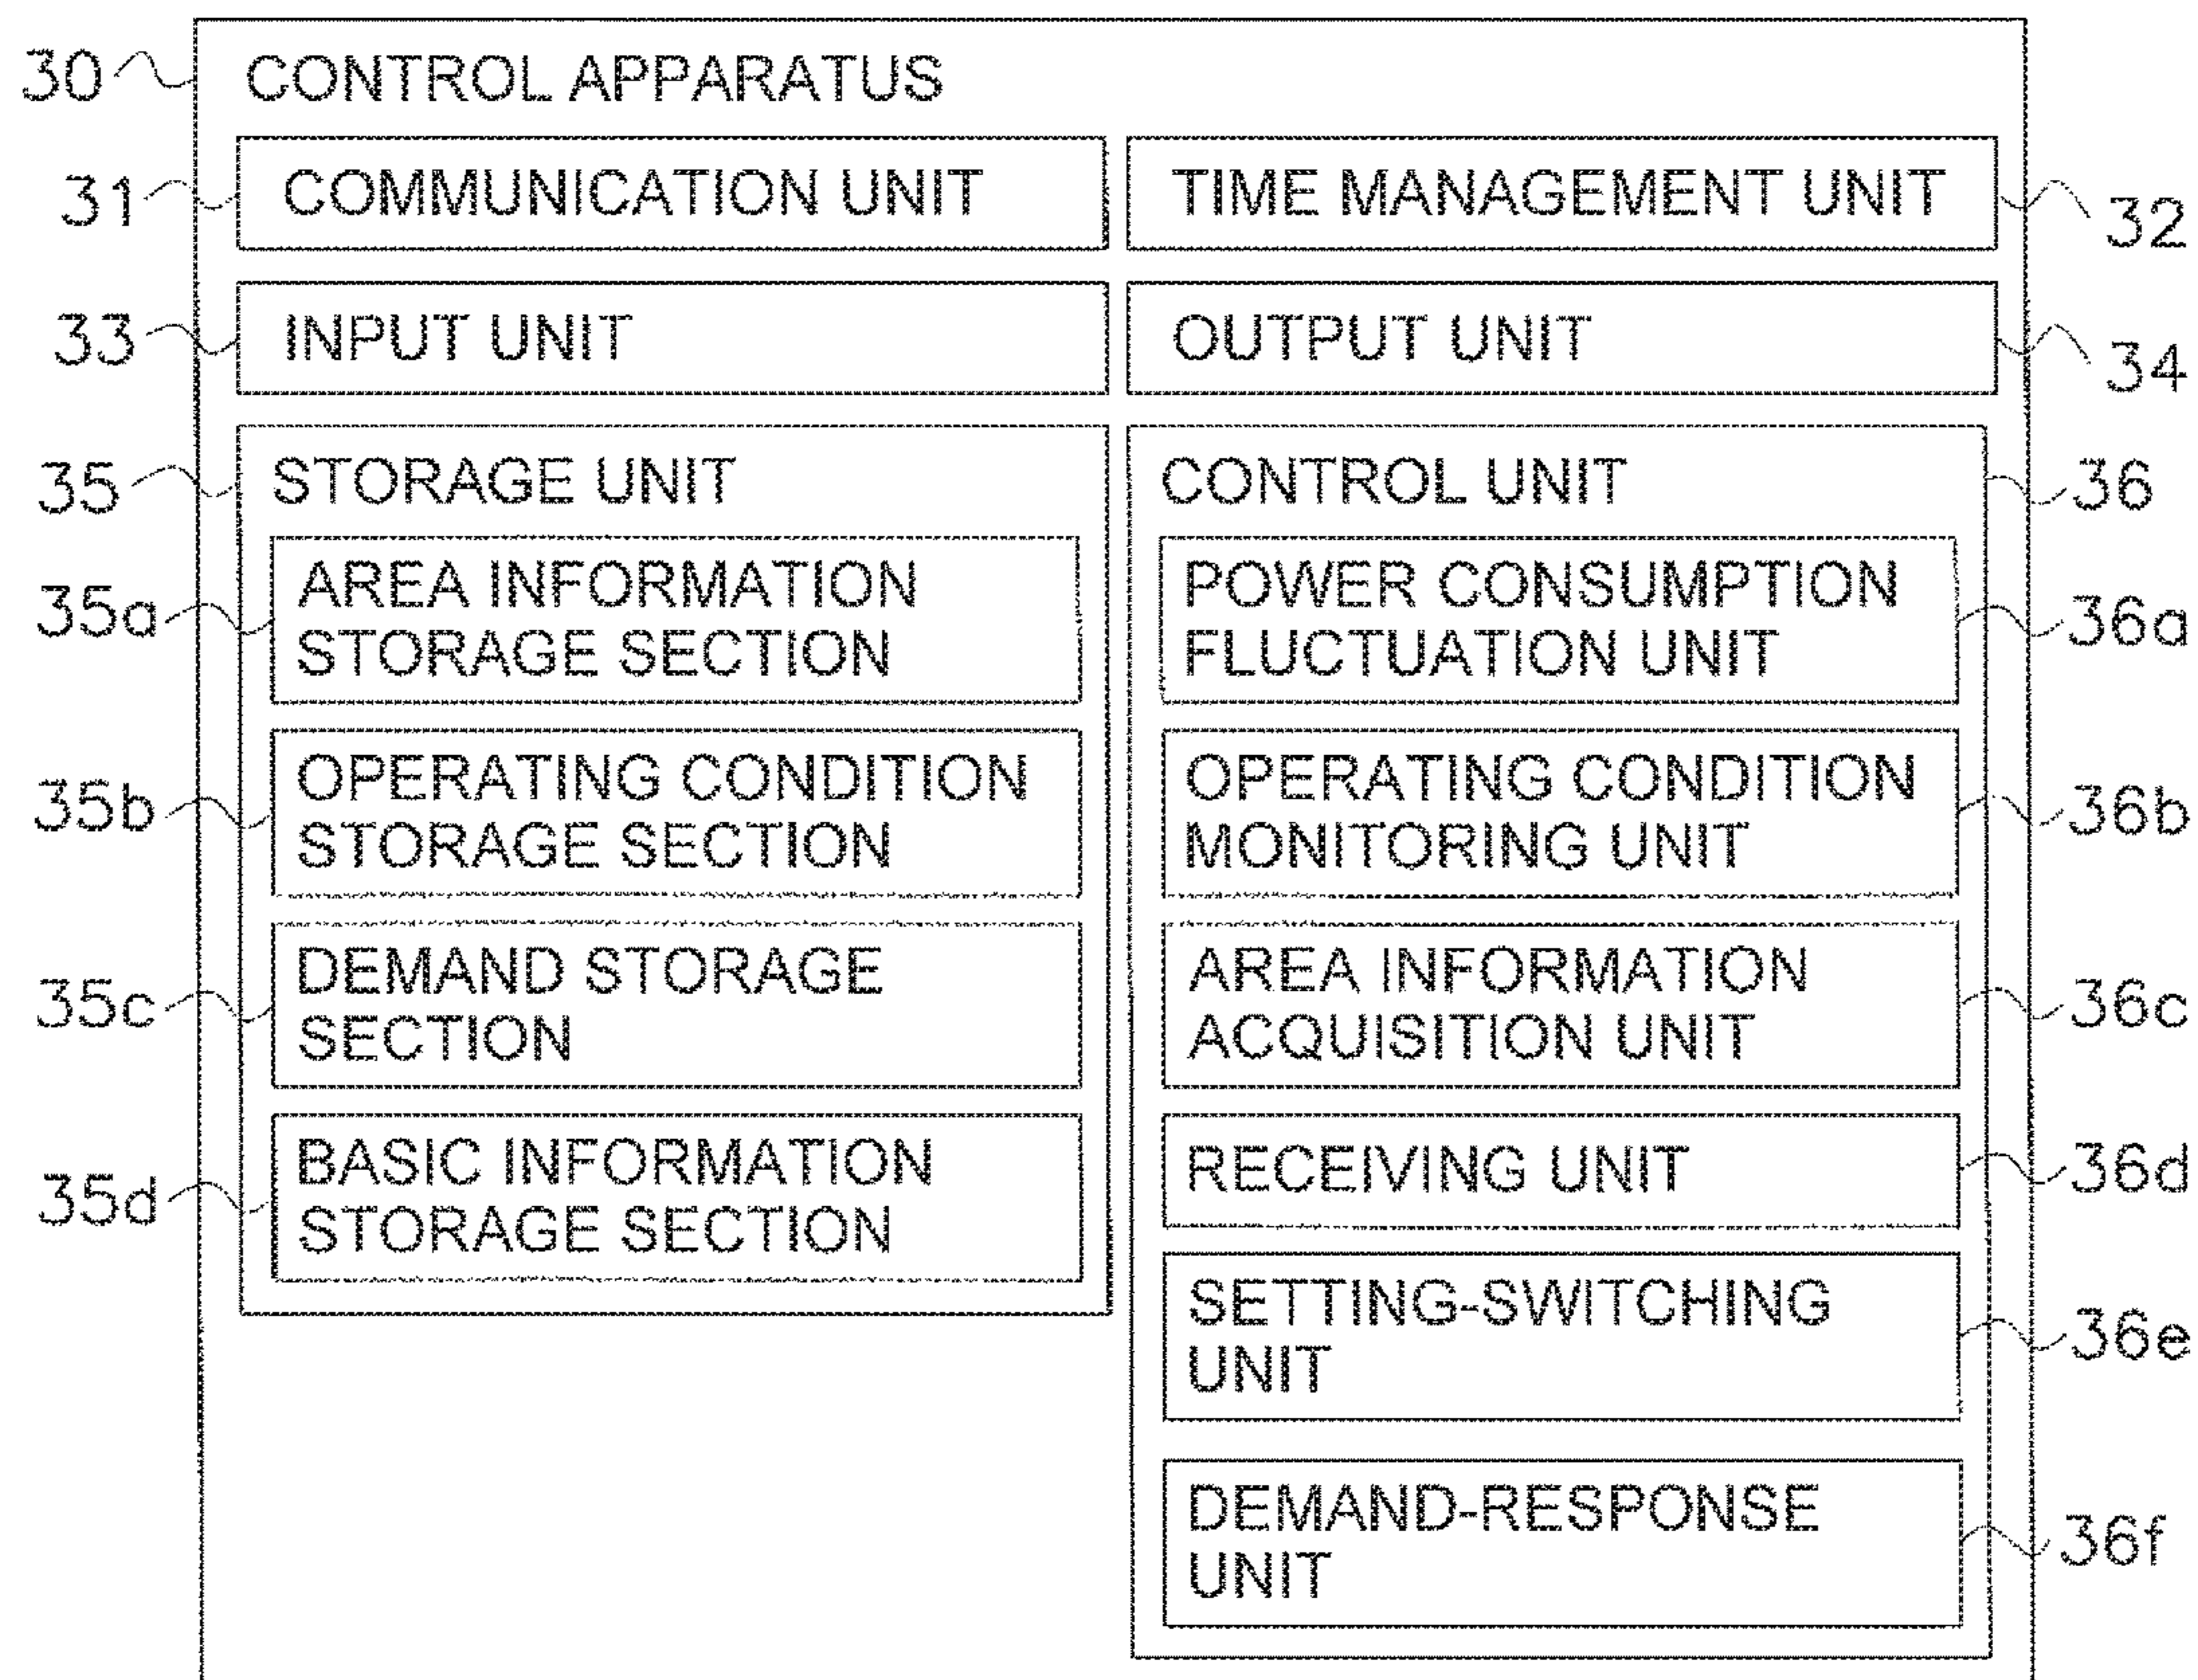 30 CONTROL APPARATUS
31 COMMUNICATION UNIT
TIME MANAGEMENT UNIT 32
33 INPUT UNIT
OUTPUT UNIT 34
35 STORAGE UNIT
35a AREA INFORMATION
STORAGE SECTION
35b OPERATING CONDITION
STORAGE SECTION
35c DEMAND STORAGE
SECTION
35d BASIC INFORMATION
STORAGE SECTION
CONTROL UNIT 36
POWER CONSUMPTION
FLUCTUATION UNIT 36a
OPERATING CONDITION
MONITORING UNIT 36b
AREA INFORMATION
ACQUISITION UNIT 36c
RECEIVING UNIT 36d
SETTING-SWITCHING
UNIT 36e
DEMAND-RESPONSE
UNIT 36f